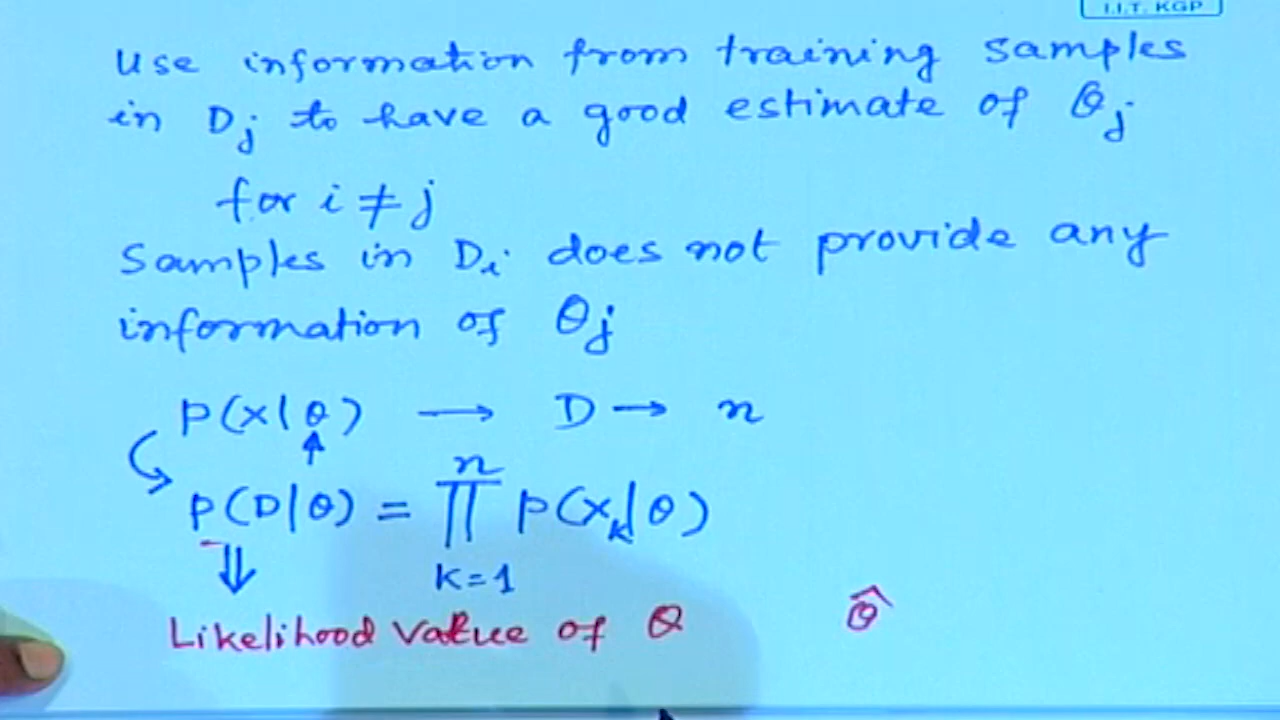 I.I.T. KGP
Use information from training samples
in Dj to have a good estimate of θj
for i ≠ j
Samples in Di does not provide any
information of θj
p(X|θ) → D → n
↑
p(D|θ) = ∏ₖ₌₁ⁿ p(Xₖ|θ)
⇓
Likelihood Value of θ θ̂